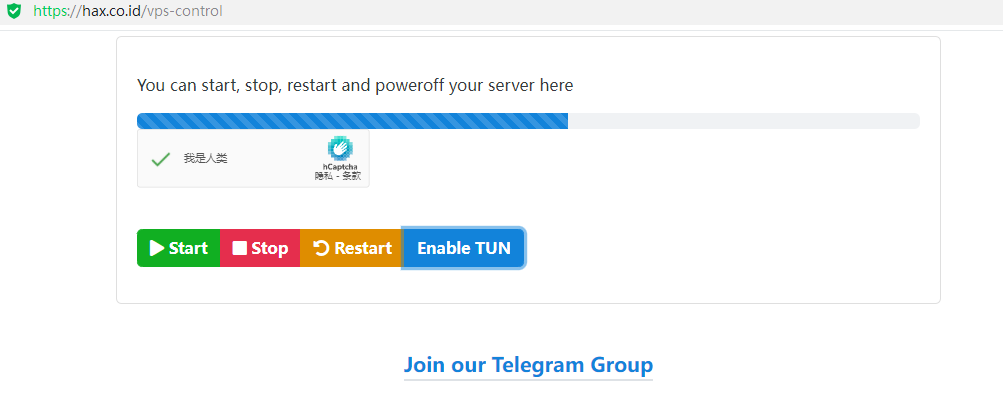 https://hax.co.id/vps-control
You can start, stop, restart and poweroff your server here
我是人类
hCaptcha
隐私 - 条款
Start Stop Restart Enable TUN
Join our Telegram Group